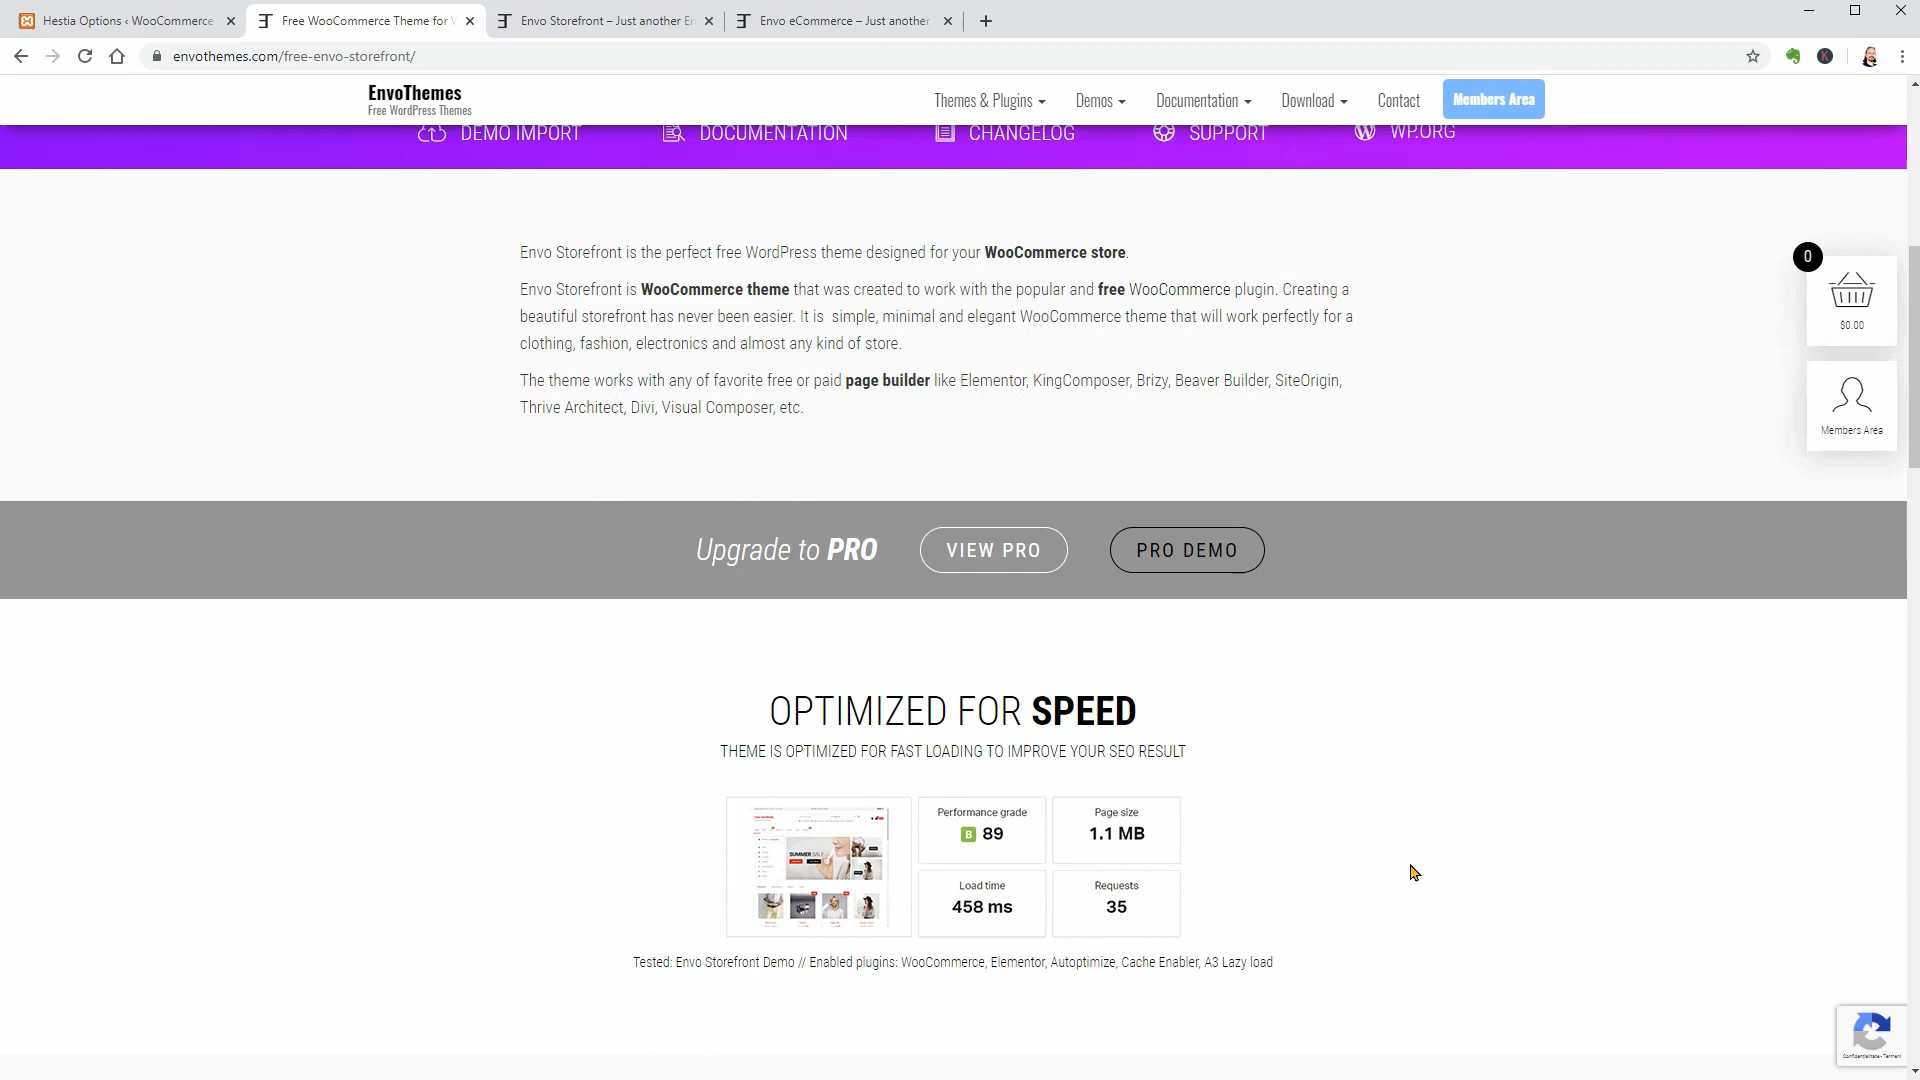 Hestia Options ‹ WooCommerce
Free WooCommerce Theme for W
Envo Storefront – Just another En
Envo eCommerce – Just another
envothemes.com/free-envo-storefront/
EnvoThemes
Free WordPress Themes
Themes & Plugins
Demos
Documentation
Download
Contact
Members Area
DEMO IMPORT
DOCUMENTATION
CHANGELOG
SUPPORT
WP.ORG
Envo Storefront is the perfect free WordPress theme designed for your WooCommerce store.
Envo Storefront is WooCommerce theme that was created to work with the popular and free WooCommerce plugin. Creating a
beautiful storefront has never been easier. It is simple, minimal and elegant WooCommerce theme that will work perfectly for a
clothing, fashion, electronics and almost any kind of store.
The theme works with any of favorite free or paid page builder like Elementor, KingComposer, Brizy, Beaver Builder, SiteOrigin,
Thrive Architect, Divi, Visual Composer, etc.
0
$0.00
Members Area
Upgrade to PRO
VIEW PRO
PRO DEMO
OPTIMIZED FOR SPEED
THEME IS OPTIMIZED FOR FAST LOADING TO IMPROVE YOUR SEO RESULT
SUMMER SALE
Performance grade
B 89
Page size
1.1 MB
Load time
458 ms
Requests
35
Tested: Envo Storefront Demo // Enabled plugins: WooCommerce, Elementor, Autoptimize, Cache Enabler, A3 Lazy load
Confidențialitate - Termeni